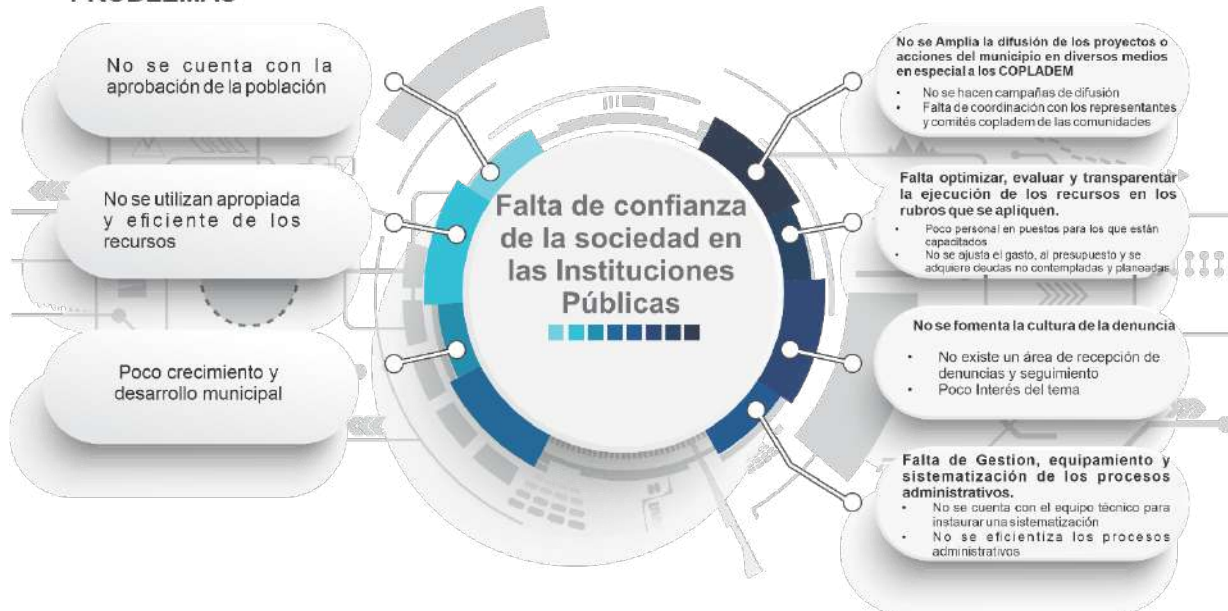 No se cuenta con la
aprobación de la población
No se utilizan apropiada
y eficiente de los
recursos
Poco crecimiento y
desarrollo municipal
Falta de confianza
de la sociedad en
las Instituciones
Públicas
No se Amplia la difusión de los proyectos o
acciones del municipio en diversos medios
en especial a los COPLADEM
• No se hacen campañas de difusión
• Falta de coordinación con los representantes
y comités copladem de las comunidades
Falta optimizar, evaluar y transparentar
la ejecución de los recursos en los
rubros que se apliquen.
• Poco personal en puestos para los que están
capacitados
• No se ajusta el gasto, al presupuesto y se
adquiere deudas no contempladas y planeadas
No se fomenta la cultura de la denuncia
• No existe un área de recepción de
denuncias y seguimiento
• Poco Interés del tema
Falta de Gestion, equipamiento y
sistematización de los procesos
administrativos.
• No se cuenta con el equipo técnico para
instaurar una sistematización
• No se eficientiza los procesos
administrativos